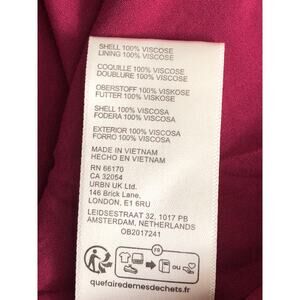 SHELL 100% VISCOSE
LINING 100% VISCOSE
COQUILLE 100% VISCOSE
DOUBLURE 100% VISCOSE
OBERSTOFF 100% VISKOSE
FUTTER 100% VISKOSE
SHELL 100% VISCOSA
FODERA 100% VISCOSA
EXTERIOR 100% VISCOSA
FORRO 100% VISCOSA
MADE IN VIETNAM
HECHO EN VIETNAM
RN 66170
CA 32054
URBN UK Ltd.
146 Brick Lane,
LONDON, E1 6RU
LEIDSESTRAAT 32, 1017 PB
AMSTERDAM, NETHERLANDS
OB2017241
FR
OU
quefairedemesdechets.fr